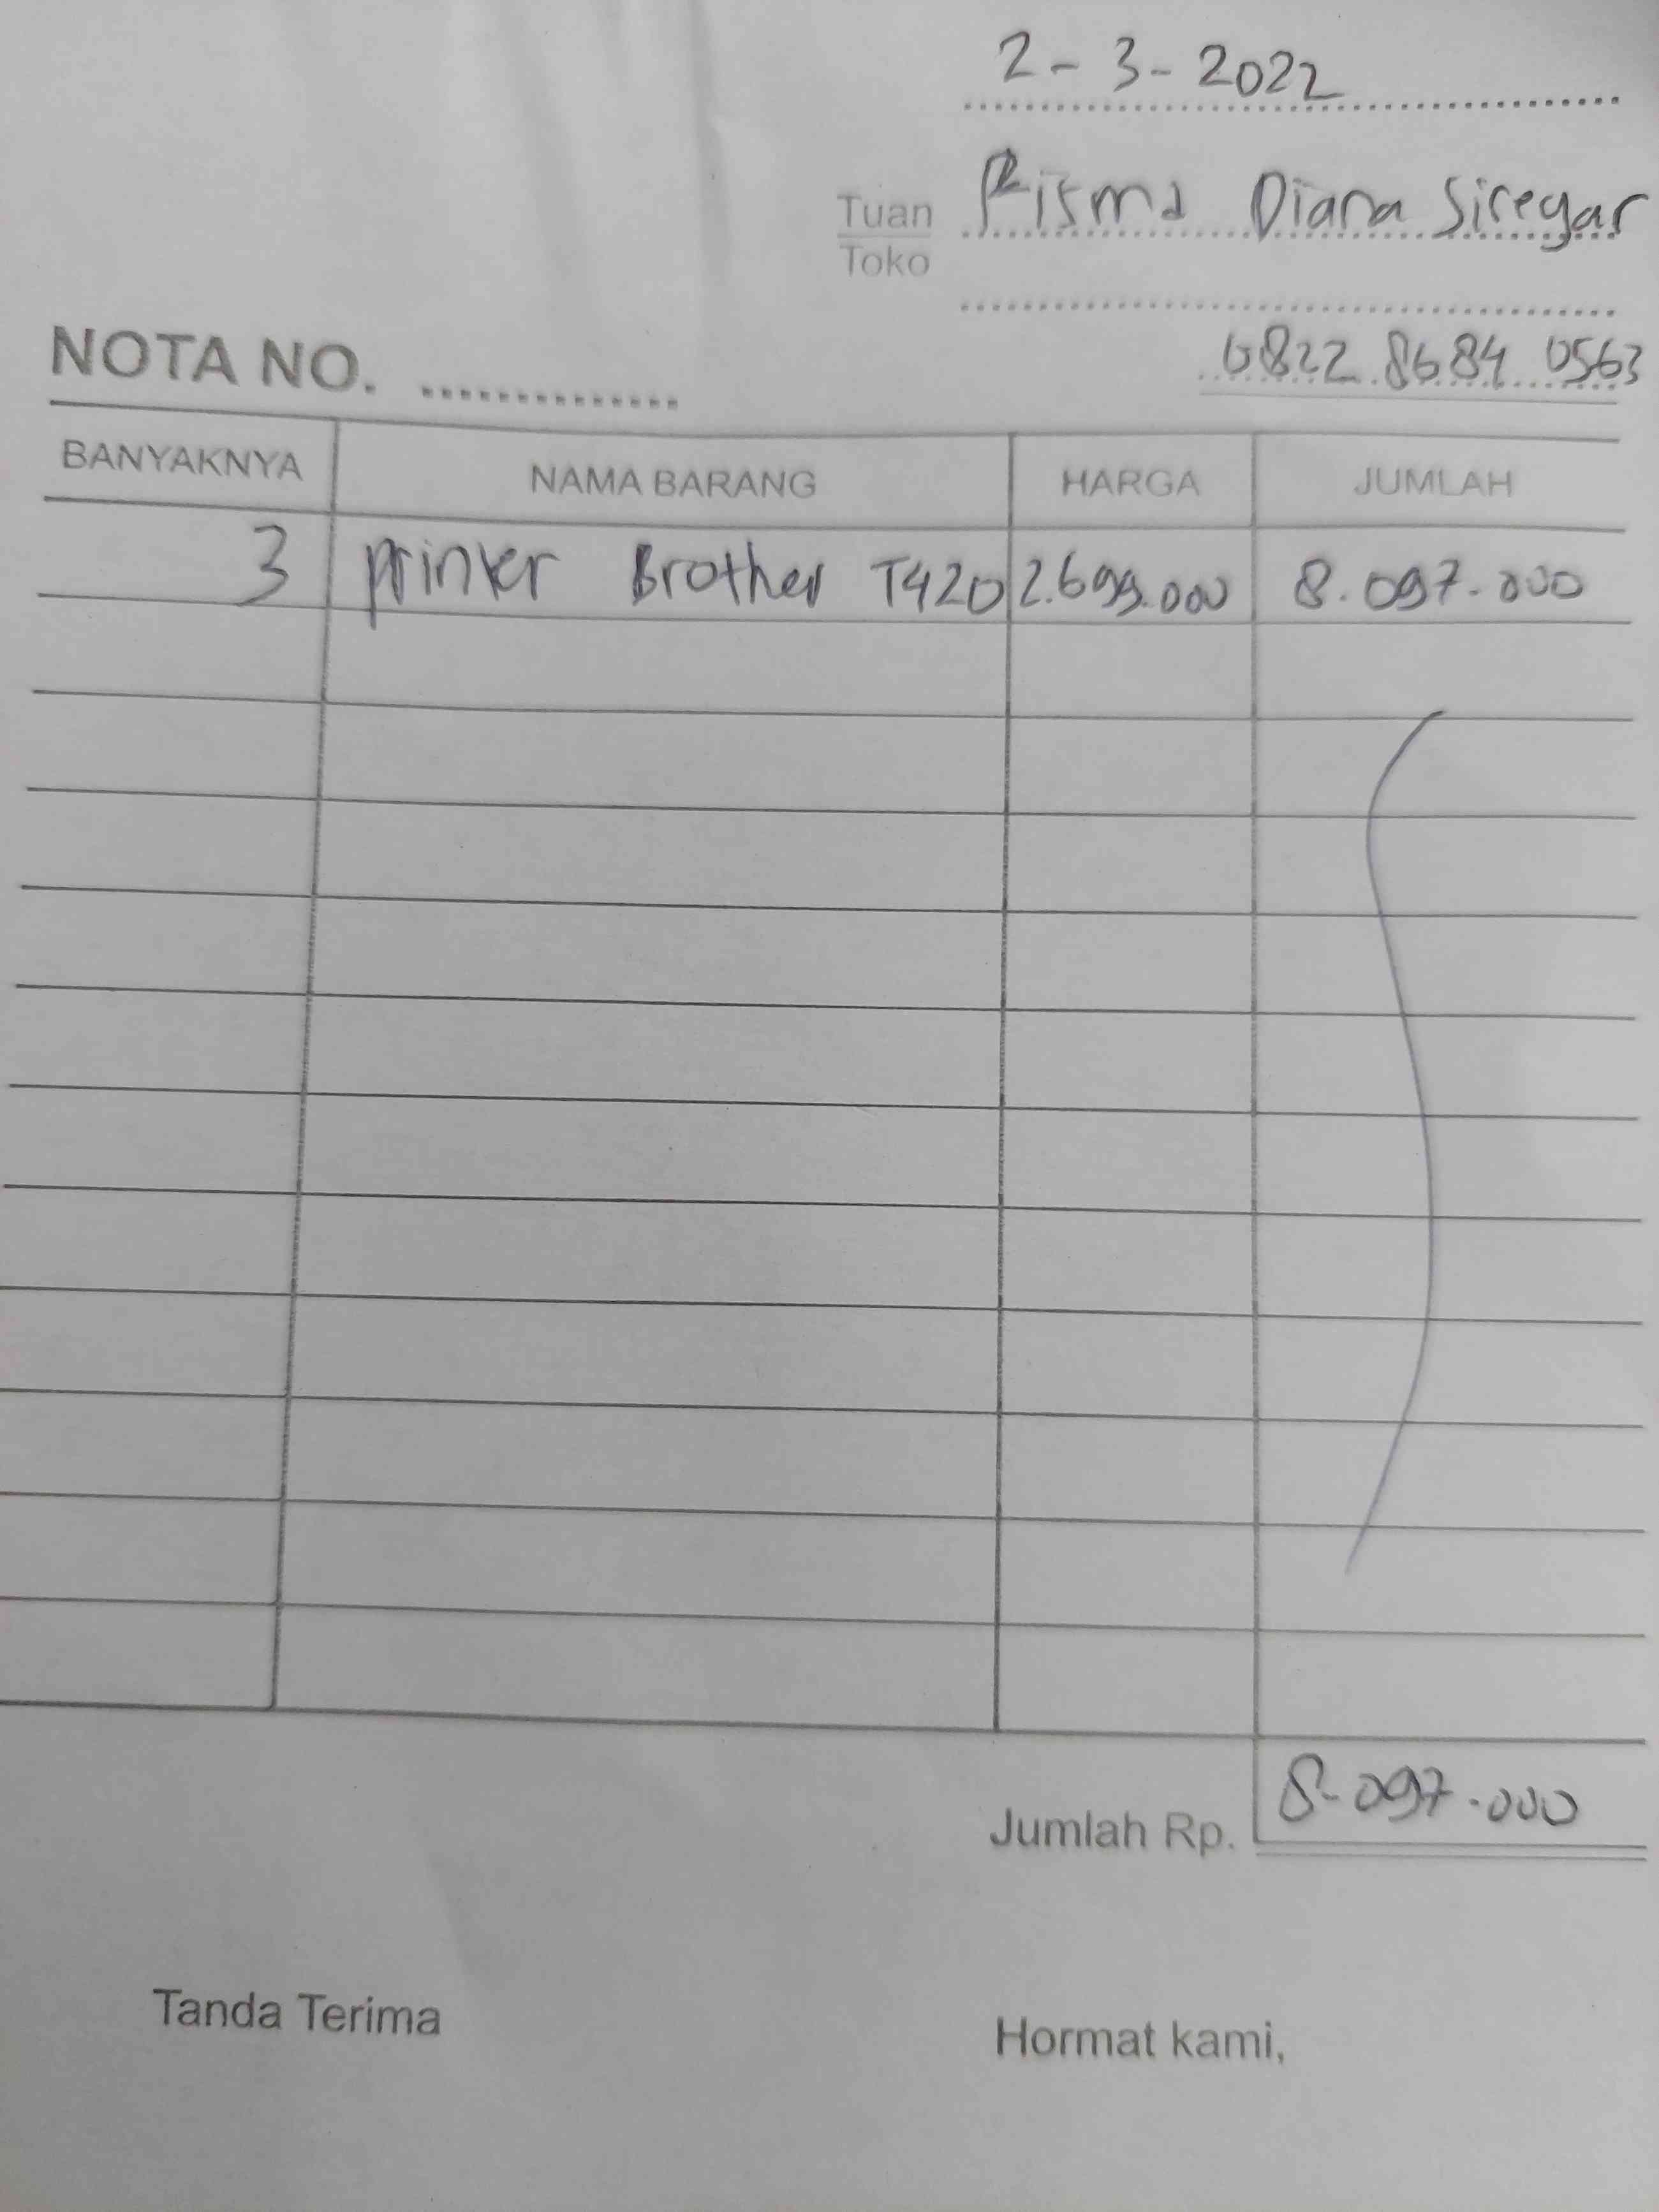 2 - 3 - 2022
Tuan Risma Diana Siregar
Toko
NOTA NO. 0822 8684 0563
BANYAKNYA NAMA BARANG HARGA JUMLAH
3 printer Brother T420 2.699.000 8.097.000
Jumlah Rp. 8.097.000
Tanda Terima Hormat kami,